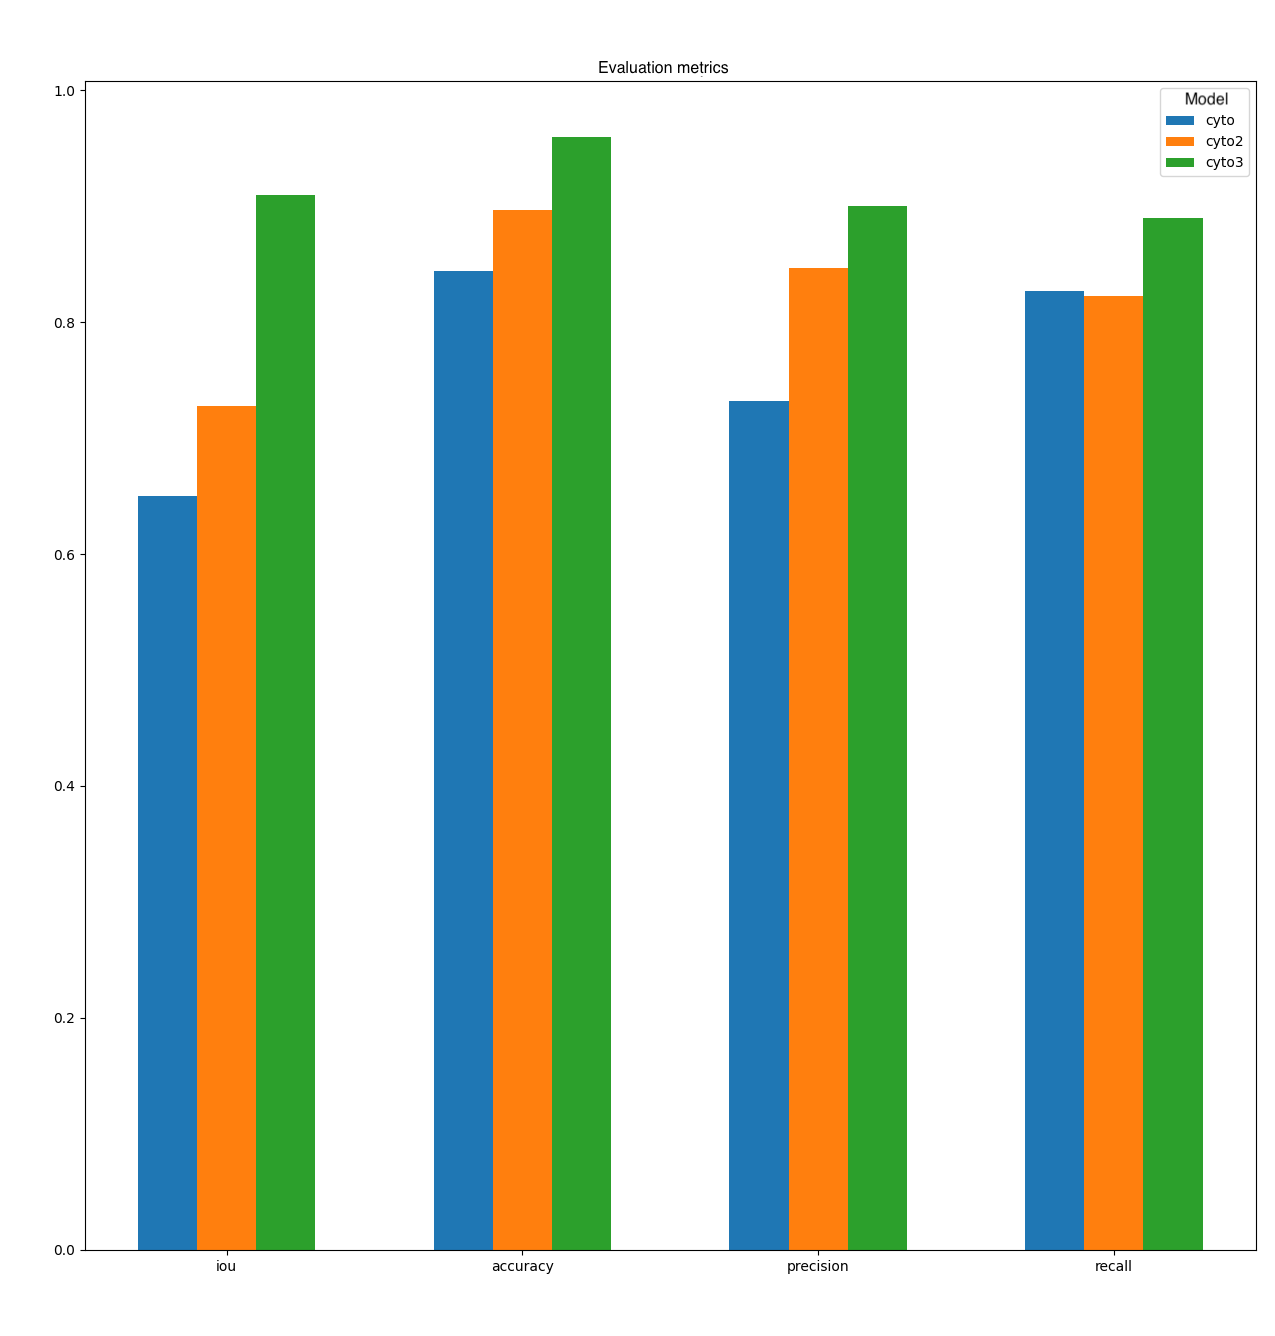 Evaluation metrics
1.0
Model
cyto
cyto2
cyto3
0.8
0.6
0.4
0.2
0.0
iou accuracy precision recall